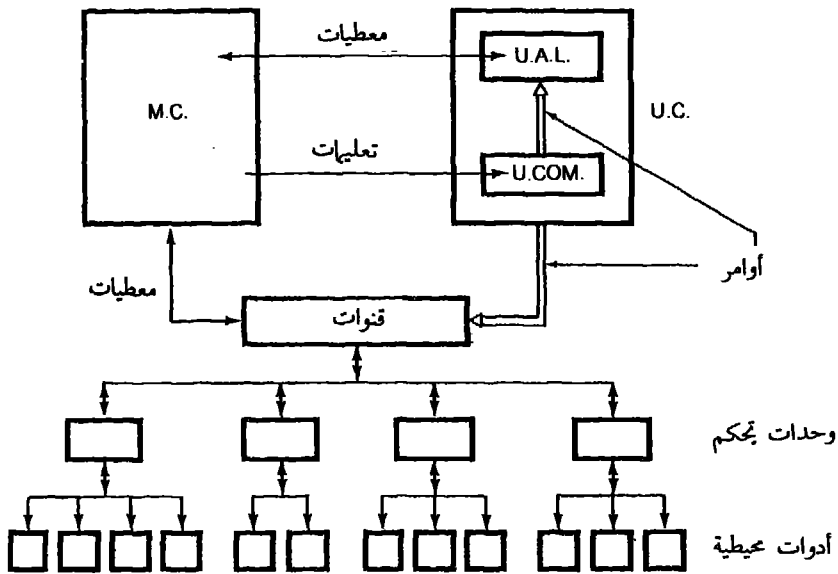 معطيات
U.A.L.
M.C.
U.C.
تعليمات
U.COM.
أوامر
معطيات
قنوات
وحدات تحكم
أدوات محيطية